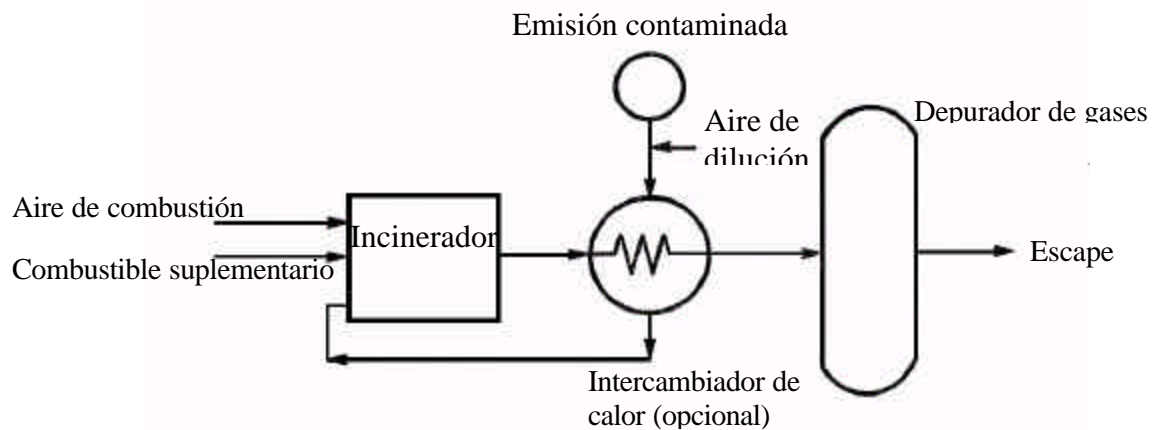 Emisión contaminada
Depurador de gases
Aire de
dilución
Aire de combustión
Incinerador
Combustible suplementario
Escape
Intercambiador de
calor (opcional)